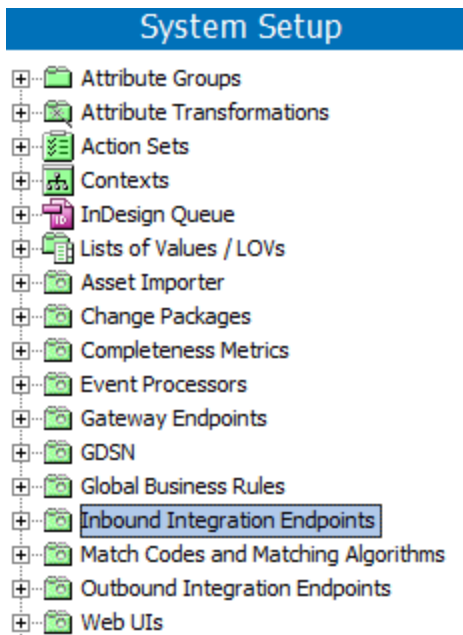 System Setup
Attribute Groups
Attribute Transformations
Action Sets
Contexts
InDesign Queue
Lists of Values / LOVs
Asset Importer
Change Packages
Completeness Metrics
Event Processors
Gateway Endpoints
GDSN
Global Business Rules
Inbound Integration Endpoints
Match Codes and Matching Algorithms
Outbound Integration Endpoints
Web UIs